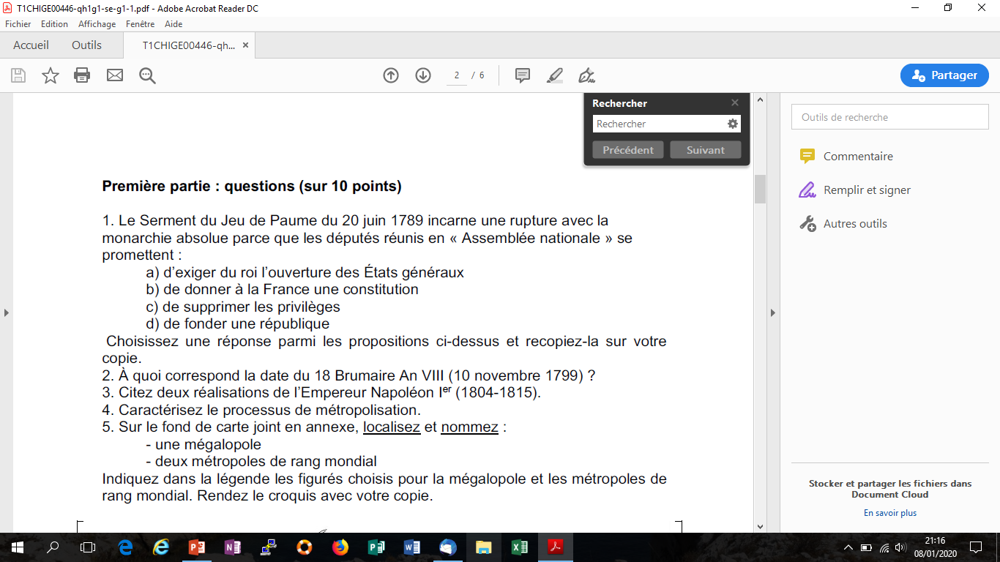 T1CHIGE00446-qh1g1-se-g1-1.pdf - Adobe Acrobat Reader DC
Fichier Edition Affichage Fenêtre Aide
Accueil Outils T1CHIGE00446-qh... ×
2 / 6
Partager
Rechercher
Rechercher
Précédent Suivant
Outils de recherche
Commentaire
Remplir et signer
Autres outils
Première partie : questions (sur 10 points)
1. Le Serment du Jeu de Paume du 20 juin 1789 incarne une rupture avec la
monarchie absolue parce que les députés réunis en « Assemblée nationale » se
promettent :
a) d’exiger du roi l’ouverture des États généraux
b) de donner à la France une constitution
c) de supprimer les privilèges
d) de fonder une république
Choisissez une réponse parmi les propositions ci-dessus et recopiez-la sur votre
copie.
2. À quoi correspond la date du 18 Brumaire An VIII (10 novembre 1799) ?
3. Citez deux réalisations de l’Empereur Napoléon Ier (1804-1815).
4. Caractérisez le processus de métropolisation.
5. Sur le fond de carte joint en annexe, localisez et nommez :
- une mégalopole
- deux métropoles de rang mondial
Indiquez dans la légende les figurés choisis pour la mégalopole et les métropoles de
rang mondial. Rendez le croquis avec votre copie.
Stocker et partager les fichiers dans
Document Cloud
En savoir plus
21:16
08/01/2020